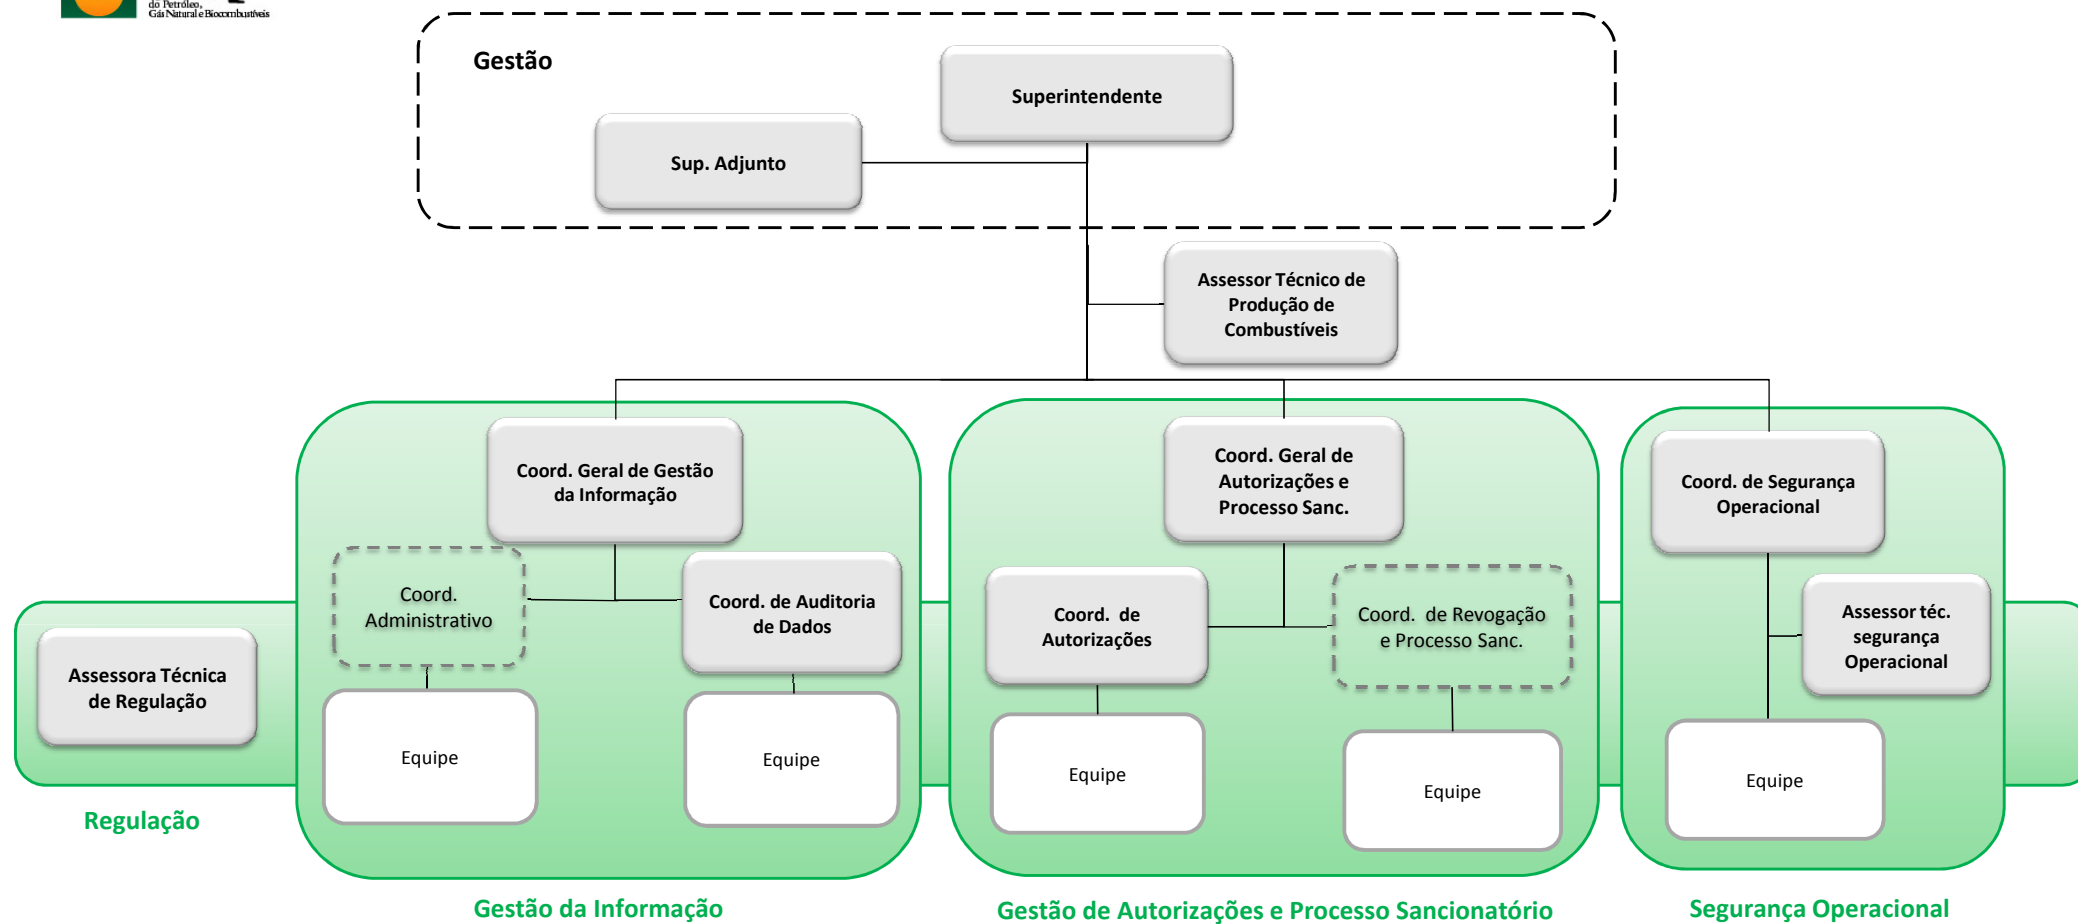 do Petróleo,
Gás Natural e Biocombustíveis
Gestão
Superintendente
Sup. Adjunto
Assessor Técnico de
Produção de
Combustíveis
Coord. Geral de Gestão
da Informação
Coord. Geral de
Autorizações e
Processo Sanc.
Coord. de Segurança
Operacional
Coord.
Administrativo
Coord. de Auditoria
de Dados
Coord. de
Autorizações
Coord. de Revogação
e Processo Sanc.
Assessor téc.
segurança
Operacional
Assessora Técnica
de Regulação
Equipe
Equipe
Equipe
Equipe
Equipe
Regulação
Gestão da Informação
Gestão de Autorizações e Processo Sancionatório
Segurança Operacional